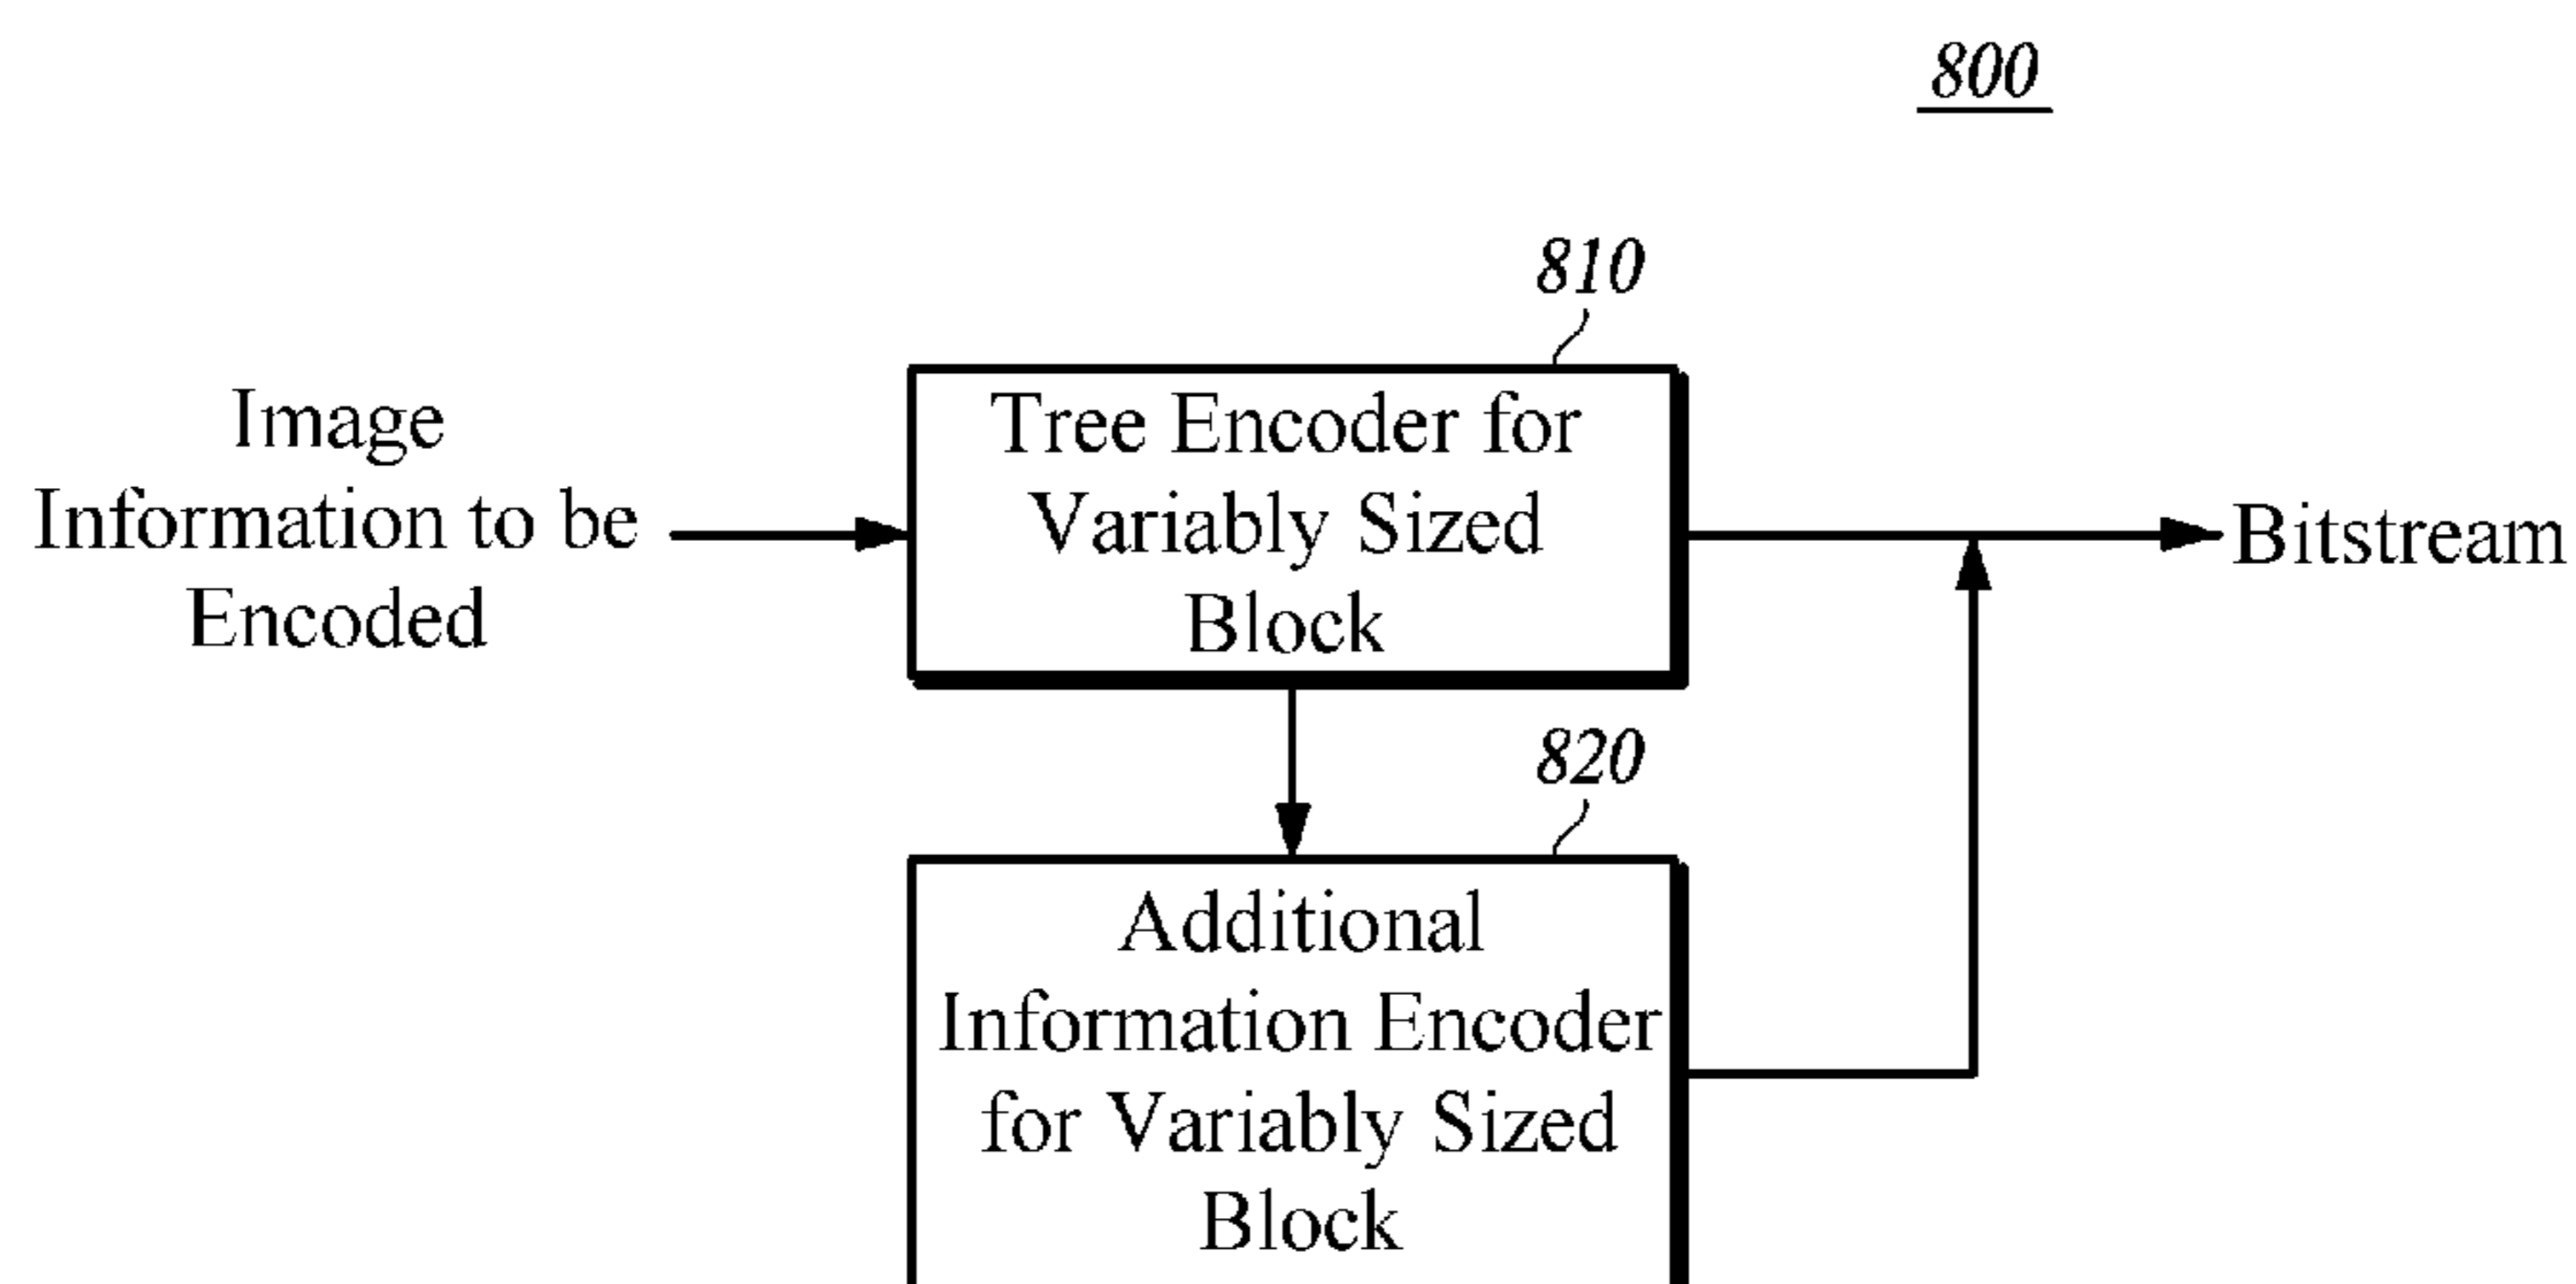 800
810
Image
Information to be
Encoded
Tree Encoder for
Variably Sized
Block
Bitstream
820
Additional
Information Encoder
for Variably Sized
Block